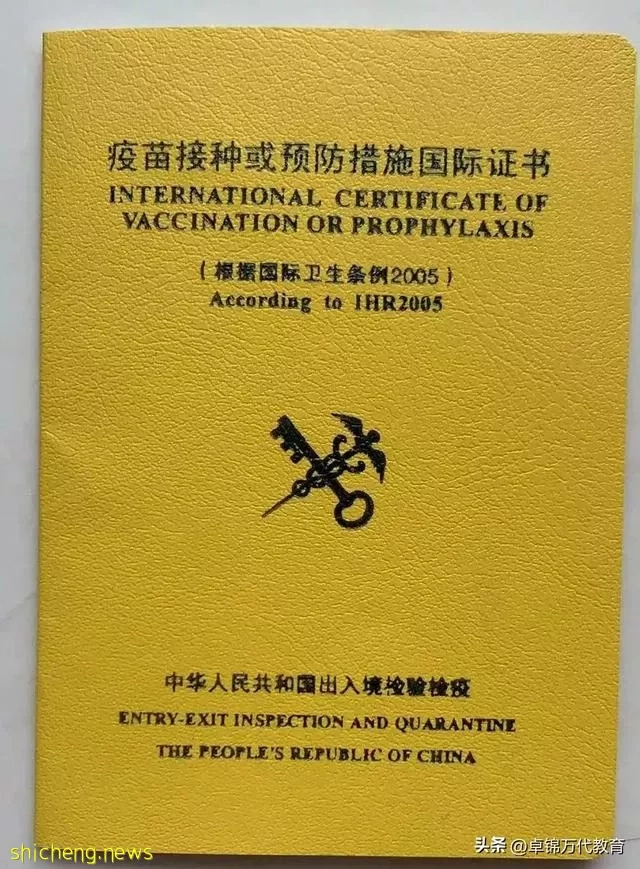 疫苗接种或预防措施国际证书
INTERNATIONAL CERTIFICATE OF
VACCINATION OR PROPHYLAXIS
(根据国际卫生条例2005)
According to IHR2005
中华人民共和国出入境检验检疫
ENTRY-EXIT INSPECTION AND QUARANTINE
THE PEOPLE'S REPUBLIC OF CHINA
头条 @卓锦万代教育
shicheng.news